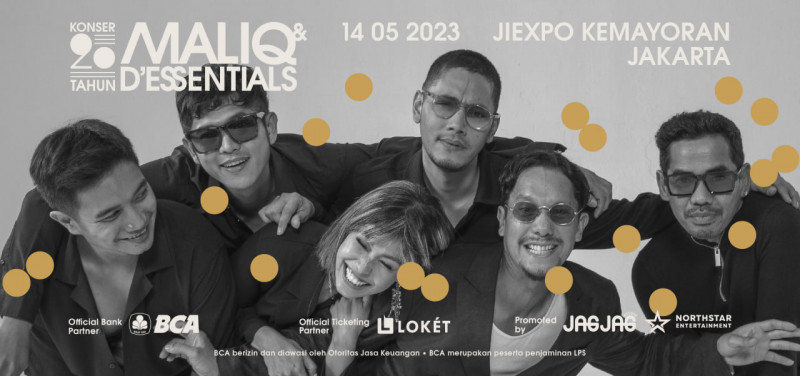 KONSER
20
TAHUN
MALIQ &
D'ESSENTIALS
14 05 2023
JIEXPO KEMAYORAN
JAKARTA
Official Bank
Partner
BCA
Official Ticketing
Partner
LOKÉT
Promoted
by
JAGJAG
NORTHSTAR
ENTERTAINMENT
BCA berizin dan diawasi oleh Otoritas Jasa Keuangan • BCA merupakan peserta penjaminan LPS